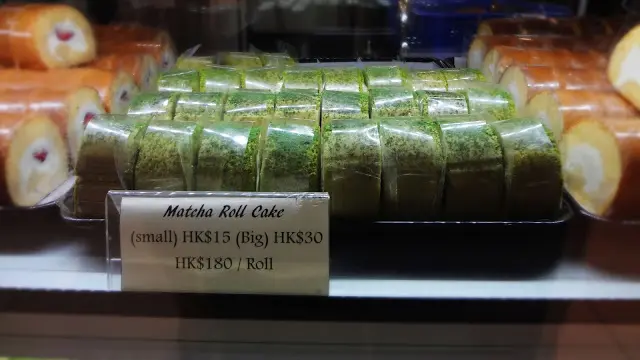 Matcha Roll Cake
(small) HK$15 (Big) HK$30
HK$180 / Roll